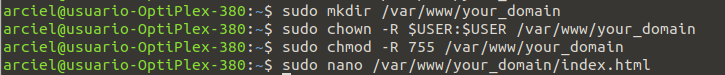 arciel@usuario-OptiPlex-380:~$ sudo mkdir /var/www/your_domain
arciel@usuario-OptiPlex-380:~$ sudo chown -R $USER:$USER /var/www/your_domain
arciel@usuario-OptiPlex-380:~$ sudo chmod -R 755 /var/www/your_domain
arciel@usuario-OptiPlex-380:~$ sudo nano /var/www/your_domain/index.html